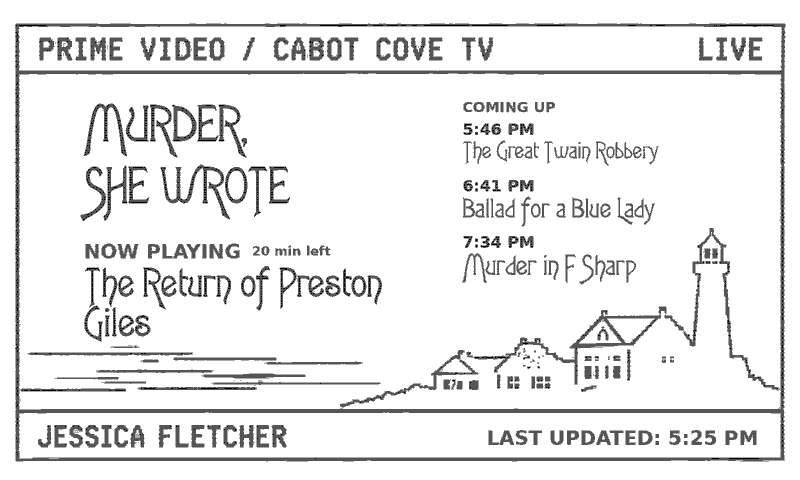 PRIME VIDEO / CABOT COVE TV
LIVE
MURDER,
SHE WROTE
NOW PLAYING 20 min left
The Return of Preston
Giles
COMING UP
5:46 PM
The Great Twain Robbery
6:41 PM
Ballad for a Blue Lady
7:34 PM
Murder in F Sharp
JESSICA FLETCHER
LAST UPDATED: 5:25 PM